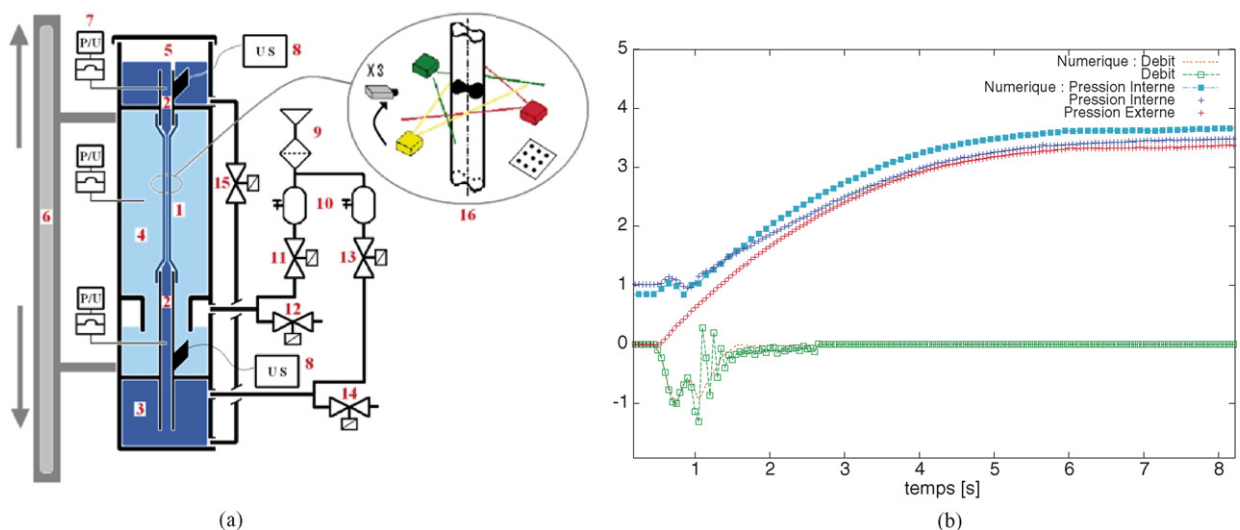 7
P/U
5
U S
8
2
X3
9
P/U
15
10
16
6
1
4
11
13
2
12
P/U
U S
8
14
3
(a)
5
Numerique : Debit
Debit
Numerique : Pression Interne
Pression Interne
Pression Externe
4
3
2
1
0
-1
1
2
3
4
5
6
7
8
temps [s]
(b)